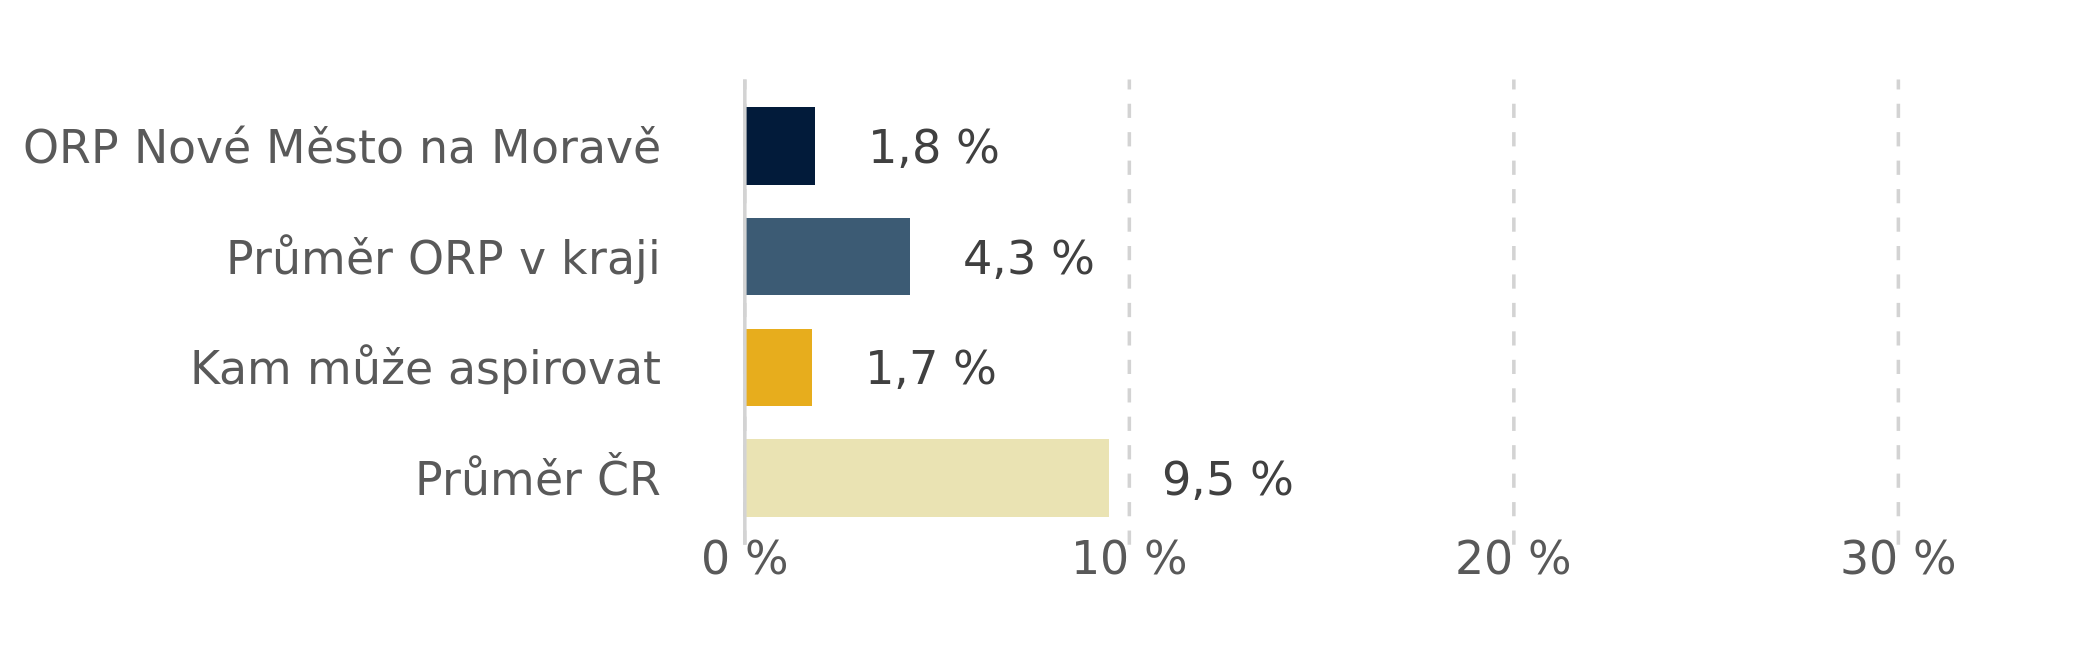 ORP Nové Město na Moravě 1,8 %
Průměr ORP v kraji 4,3 %
Kam může aspirovat 1,7 %
Průměr ČR 9,5 %
0 % 10 % 20 % 30 %